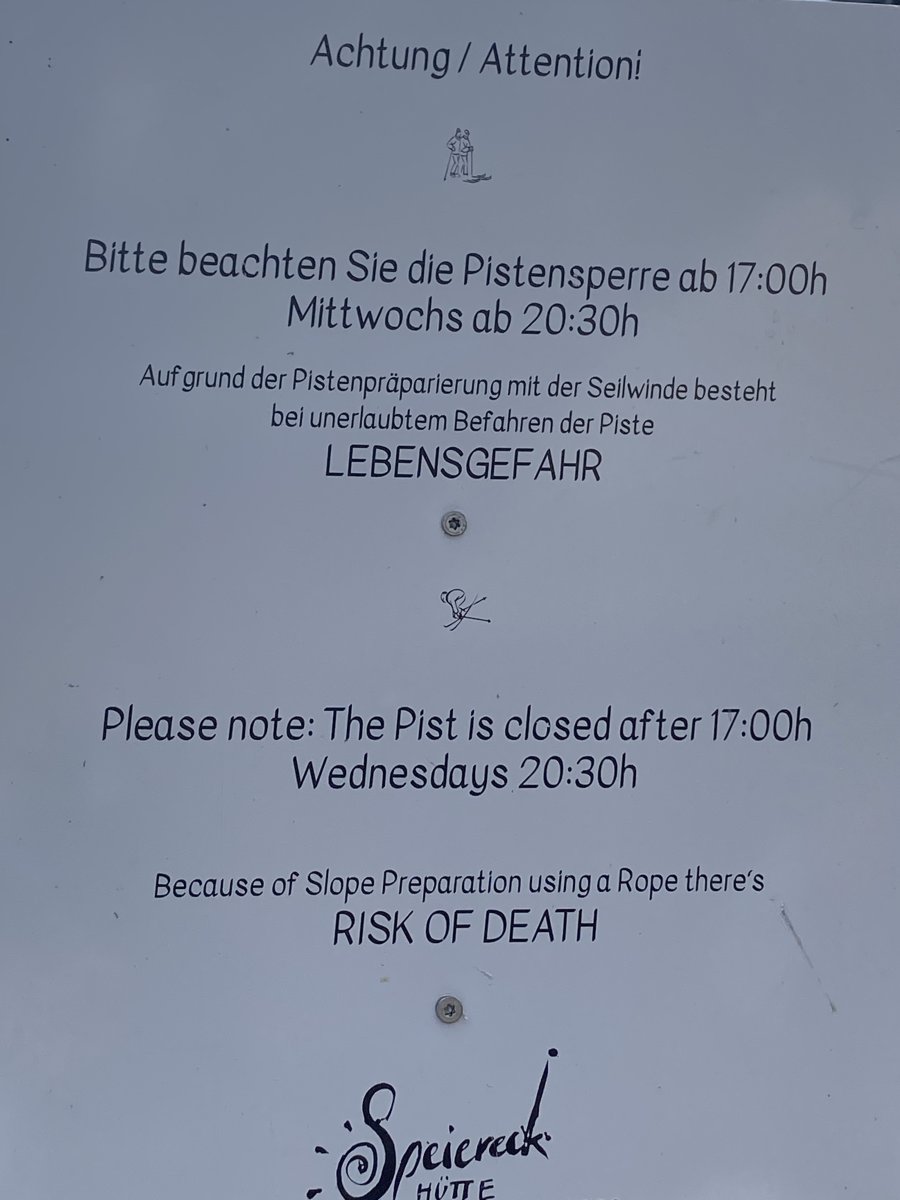 Achtung / Attention!
Bitte beachten Sie die Pistensperre ab 17:00h
Mittwochs ab 20:30h
Aufgrund der Pistenpräparierung mit der Seilwinde besteht
bei unerlaubtem Befahren der Piste
LEBENSGEFAHR
Please note: The Pist is closed after 17:00h
Wednesdays 20:30h
Because of Slope Preparation using a Rope there's
RISK OF DEATH
Speiereck
HÜTTE